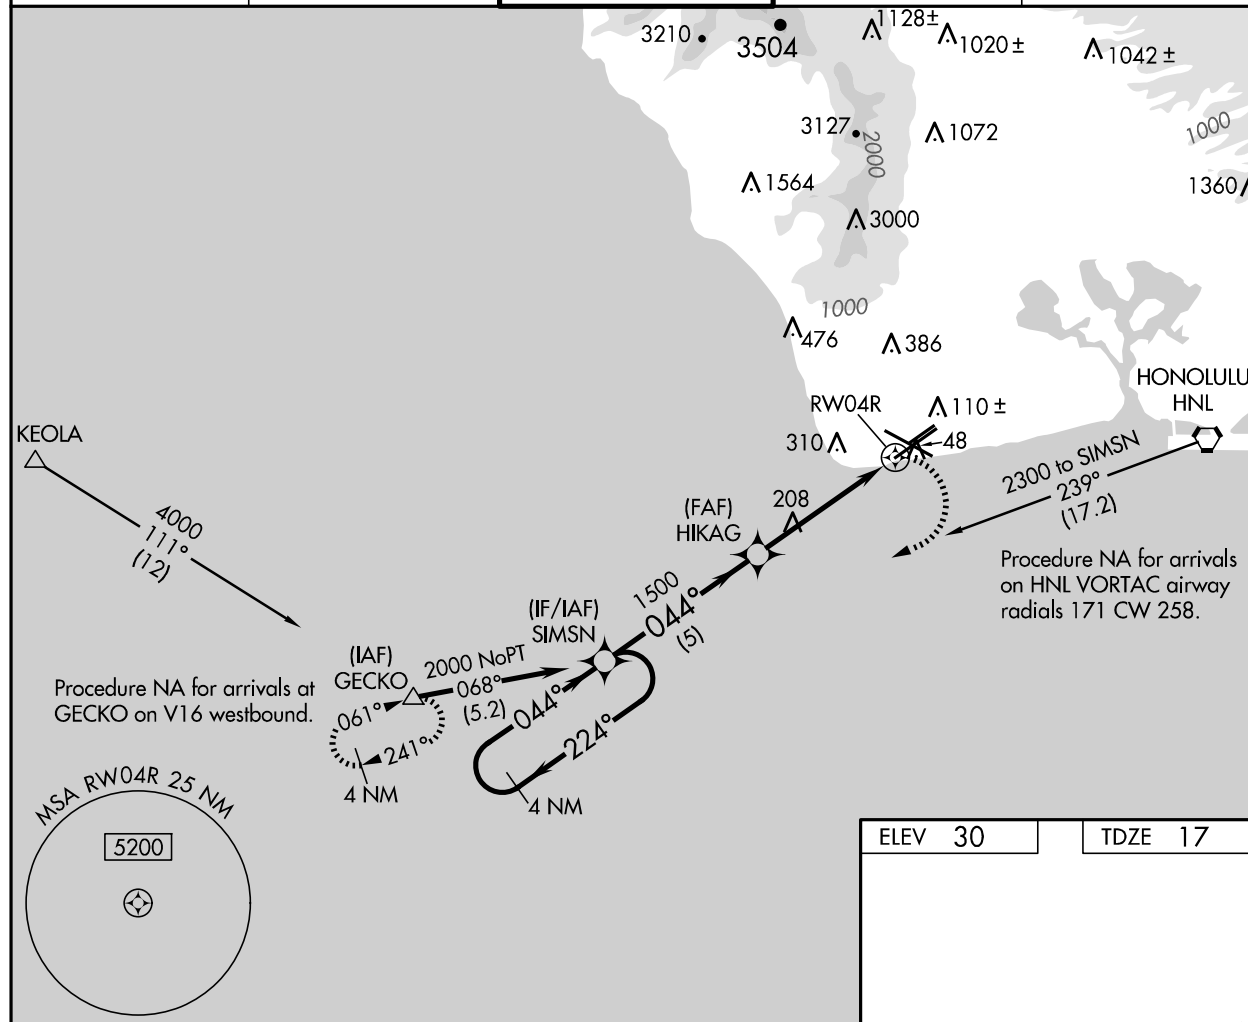 3210
3504
1128±
1020 ±
1042 ±
3127
2000
1072
1000
1564
1360
3000
1000
476
386
HONOLULU
HNL
RW04R
110 ±
KEOLA
310
48
2300 to SIMSN
239°
(17.2)
4000
111°
(12)
(FAF)
HIKAG
208
Procedure NA for arrivals
on HNL VORTAC airway
radials 171 CW 258.
1500
044°
(5)
(IF/IAF)
SIMSN
(IAF)
GECKO
2000 NoPT
068°
(5.2)
Procedure NA for arrivals at
GECKO on V16 westbound.
061°
241°
4 NM
044°
224°
4 NM
MSA RW04R 25 NM
5200
ELEV 30
TDZE 17